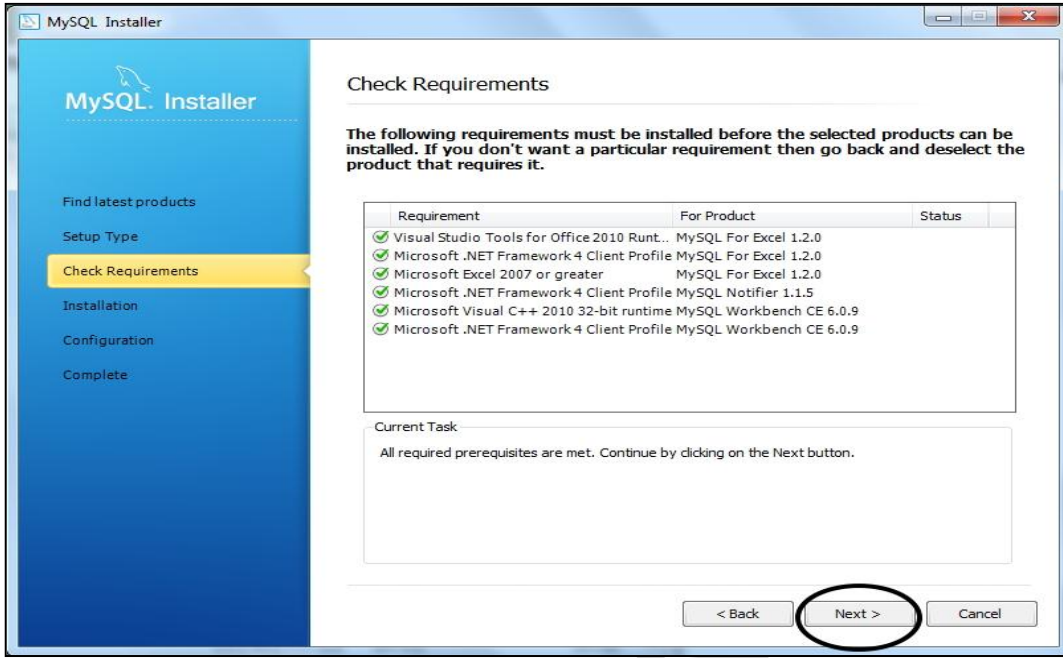 MySQL Installer
MySQL. Installer
Find latest products
Setup Type
Check Requirements
Installation
Configuration
Complete
Check Requirements
The following requirements must be installed before the selected products can be
installed. If you don't want a particular requirement then go back and deselect the
product that requires it.
Requirement For Product Status
Visual Studio Tools for Office 2010 Runt... MySQL For Excel 1.2.0
Microsoft .NET Framework 4 Client Profile MySQL For Excel 1.2.0
Microsoft Excel 2007 or greater MySQL For Excel 1.2.0
Microsoft .NET Framework 4 Client Profile MySQL Notifier 1.1.5
Microsoft Visual C++ 2010 32-bit runtime MySQL Workbench CE 6.0.9
Microsoft .NET Framework 4 Client Profile MySQL Workbench CE 6.0.9
Current Task
All required prerequisites are met. Continue by clicking on the Next button.
< Back Next > Cancel